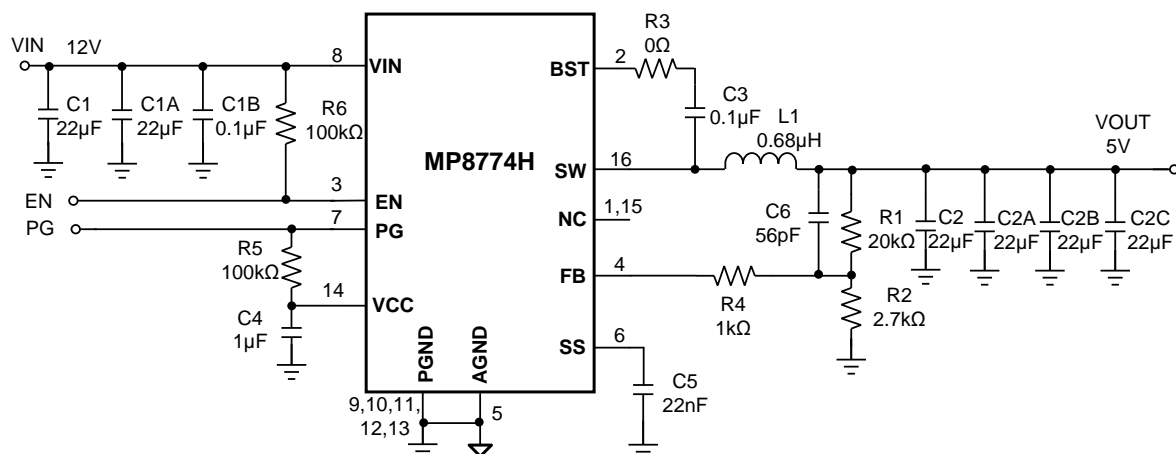 VIN 12V
8 VIN
C1
22µF
C1A
22µF
C1B
0.1µF
R6
100kΩ
EN
3 EN
PG
7 PG
R5
100kΩ
14 VCC
C4
1µF
MP8774H
PGND
AGND
9,10,11,
12,13
5
BST 2
R3
0Ω
C3
0.1µF
L1
0.68µH
SW 16
NC 1,15
FB 4
R4
1kΩ
C6
56pF
R1
20kΩ
R2
2.7kΩ
SS 6
C5
22nF
C2
22µF
C2A
22µF
C2B
22µF
C2C
22µF
VOUT
5V